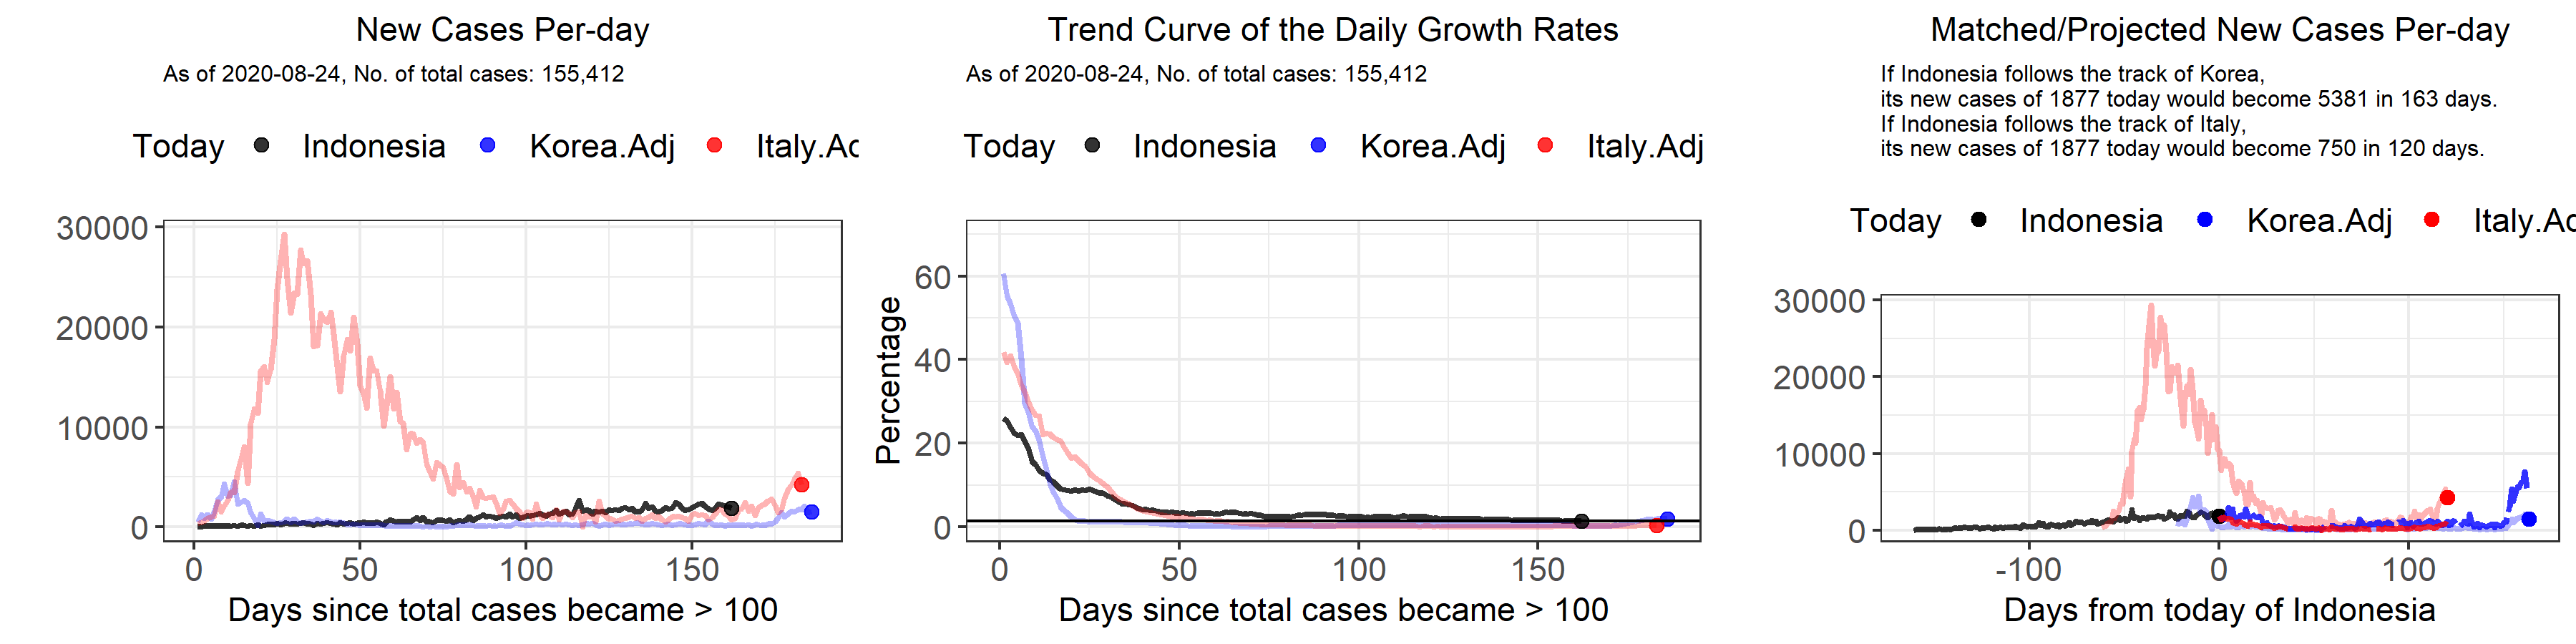 New Cases Per-day
As of 2020-08-24, No. of total cases: 155,412
Today Indonesia Korea.Adj Italy.Ac
30000
20000
10000
0
0 50 100 150
Days since total cases became > 100
Trend Curve of the Daily Growth Rates
As of 2020-08-24, No. of total cases: 155,412
Today Indonesia Korea.Adj Italy.Adj
Percentage
60
40
20
0
0 50 100 150
Days since total cases became > 100
Matched/Projected New Cases Per-day
If Indonesia follows the track of Korea,
its new cases of 1877 today would become 5381 in 163 days.
If Indonesia follows the track of Italy,
its new cases of 1877 today would become 750 in 120 days.
Today Indonesia Korea.Adj Italy.Ac
30000
20000
10000
0
-100 0 100
Days from today of Indonesia